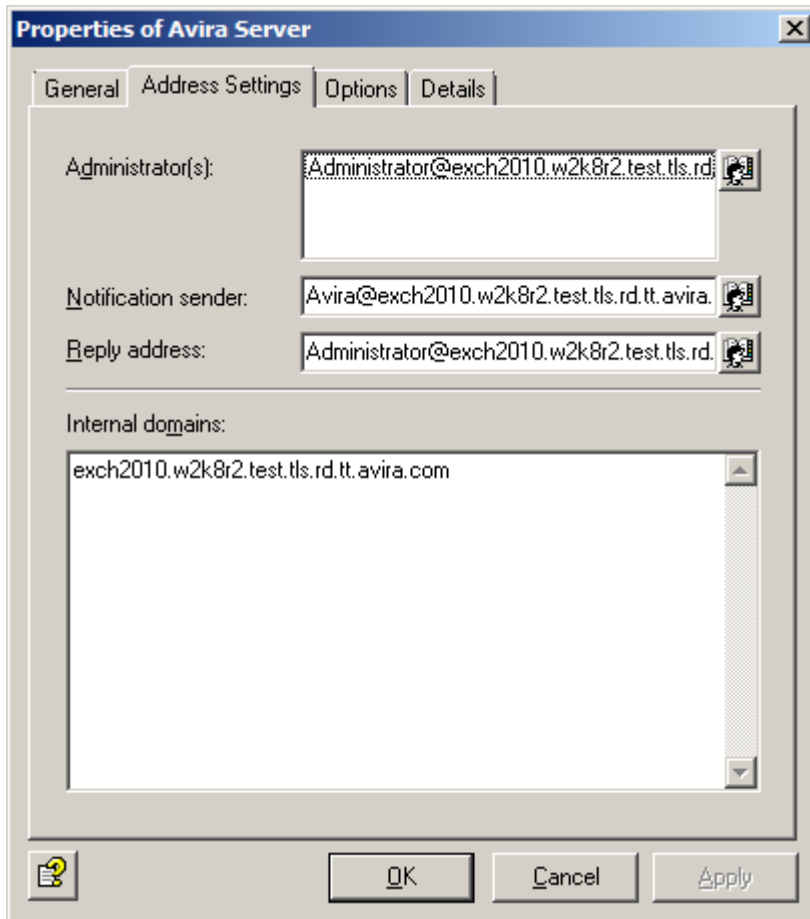 Properties of Avira Server
General Address Settings Options Details
Administrator(s): Administrator@exch2010.w2k8r2.test.tls.rd
Notification sender: Avira@exch2010.w2k8r2.test.tls.rd.tt.avira.
Reply address: Administrator@exch2010.w2k8r2.test.tls.rd.
Internal domains:
exch2010.w2k8r2.test.tls.rd.tt.avira.com
OK Cancel Apply